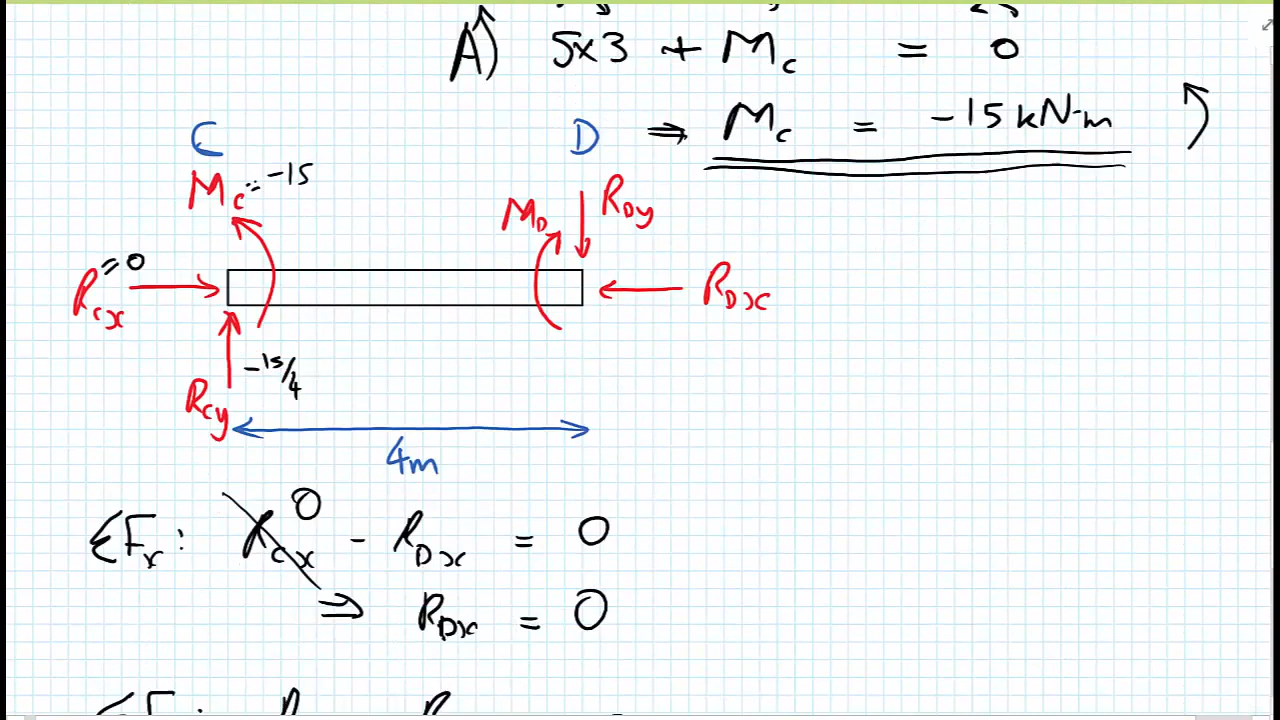 A) 5x3 + Mc = 0
C D ⇒ Mc = -15 kN-m
Mc = -15
MD RDy
Rcx = 0
RDx
-15/4
Rcy
4m
ΣFx: Rcx 0 - RDx = 0
⇒ RDx = 0